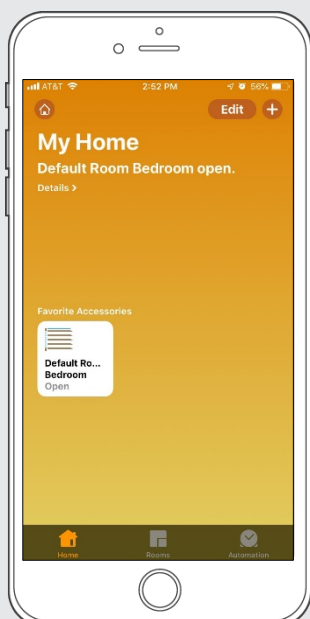 AT&T 2:52 PM 56%
Edit +
My Home
Default Room Bedroom open.
Details >
Favorite Accessories
Default Ro...
Bedroom
Open
Home Rooms Automation